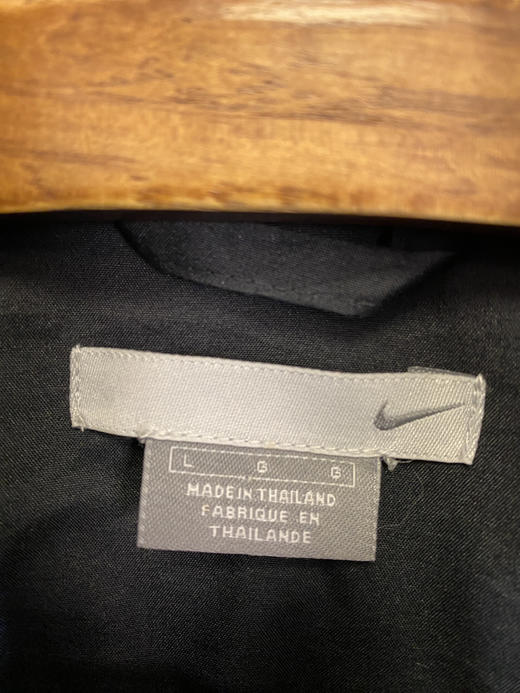 L G G
MADE IN THAILAND
FABRIQUE EN
THAILANDE